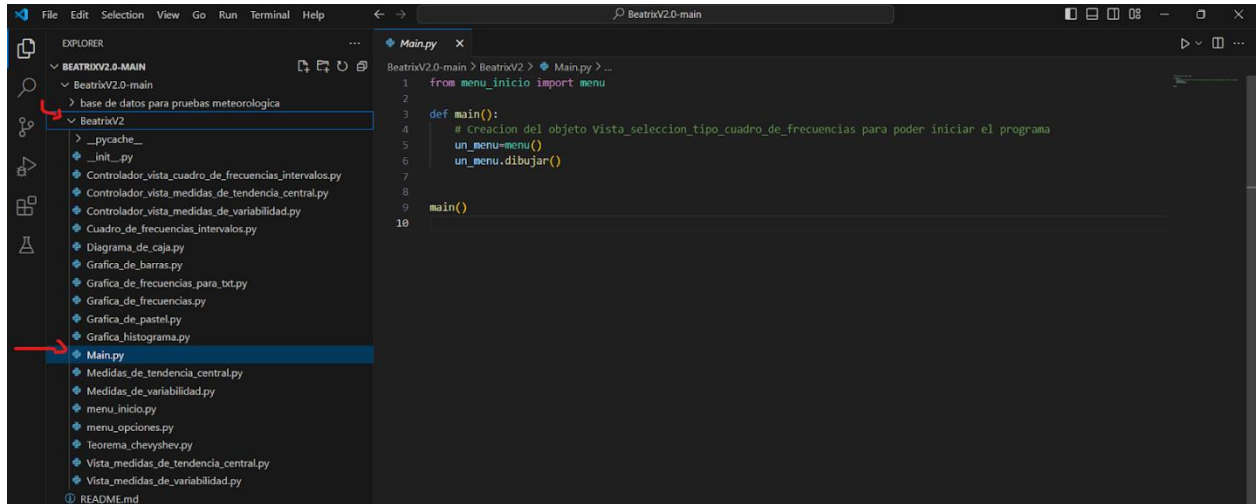 File Edit Selection View Go Run Terminal Help
BeatrixV2.0-main
EXPLORER
BEATRIXV2.0-MAIN
BeatrixV2.0-main
base de datos para pruebas meteorologica
BeatrixV2
__pycache__
__init__.py
Controlador_vista_cuadro_de_frecuencias_intervalos.py
Controlador_vista_medidas_de_tendencia_central.py
Controlador_vista_medidas_de_variabilidad.py
Cuadro_de_frecuencias_intervalos.py
Diagrama_de_caja.py
Grafica_de_barras.py
Grafica_de_frecuencias_para_txt.py
Grafica_de_frecuencias.py
Grafica_de_pastel.py
Grafica_histograma.py
Main.py
Medidas_de_tendencia_central.py
Medidas_de_variabilidad.py
menu_inicio.py
menu_opciones.py
Teorema_chevyshev.py
Vista_medidas_de_tendencia_central.py
Vista_medidas_de_variabilidad.py
README.md
Main.py
BeatrixV2.0-main > BeatrixV2 > Main.py > ...
1 from menu_inicio import menu
2
3 def main():
4 # Creacion del objeto Vista_seleccion_tipo_cuadro_de_frecuencias para poder iniciar el programa
5 un_menu=menu()
6 un_menu.dibujar()
7
8
9 main()
10